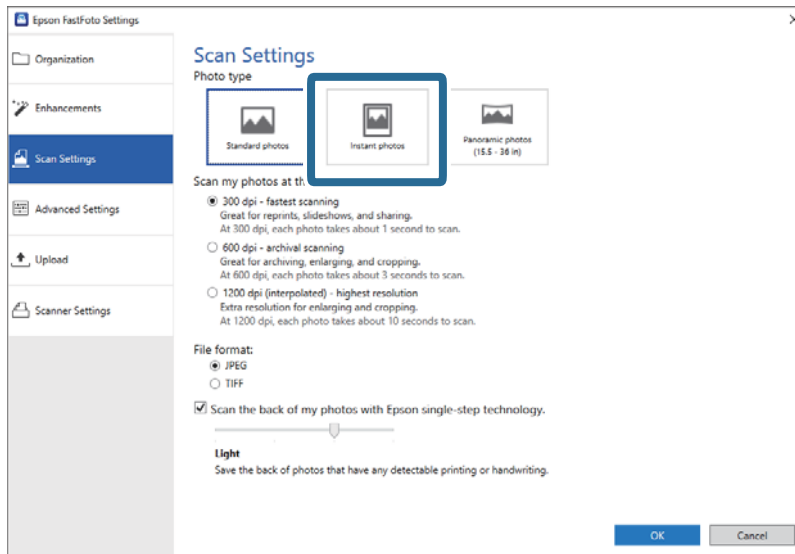 Epson FastFoto Settings
Organization
Enhancements
Scan Settings
Advanced Settings
Upload
Scanner Settings
Scan Settings
Photo type
Standard photos
Instant photos
Panoramic photos
(15.5 - 36 in)
Scan my photos at th
300 dpi - fastest scanning
Great for reprints, slideshows, and sharing.
At 300 dpi, each photo takes about 1 second to scan.
600 dpi - archival scanning
Great for archiving, enlarging, and cropping.
At 600 dpi, each photo takes about 3 seconds to scan.
1200 dpi (interpolated) - highest resolution
Extra resolution for enlarging and cropping.
At 1200 dpi, each photo takes about 10 seconds to scan.
File format:
JPEG
TIFF
Scan the back of my photos with Epson single-step technology.
Light
Save the back of photos that have any detectable printing or handwriting.
OK
Cancel